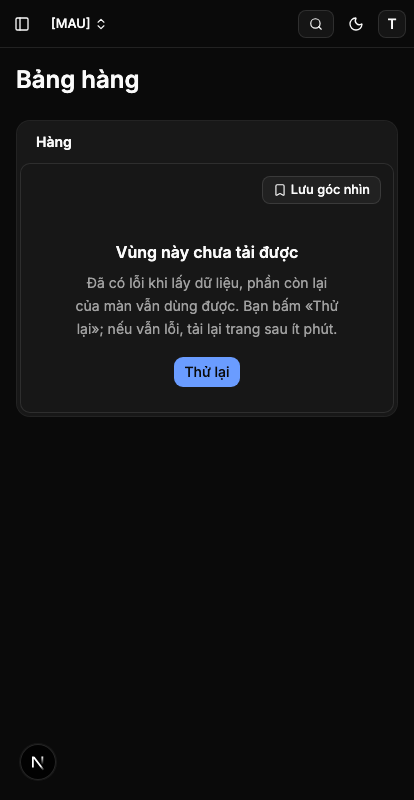 [MAU]
T
Bảng hàng
Hàng
Lưu góc nhìn
Vùng này chưa tải được
Đã có lỗi khi lấy dữ liệu, phần còn lại
của màn vẫn dùng được. Bạn bấm «Thử
lại»; nếu vẫn lỗi, tải lại trang sau ít phút.
Thử lại
N